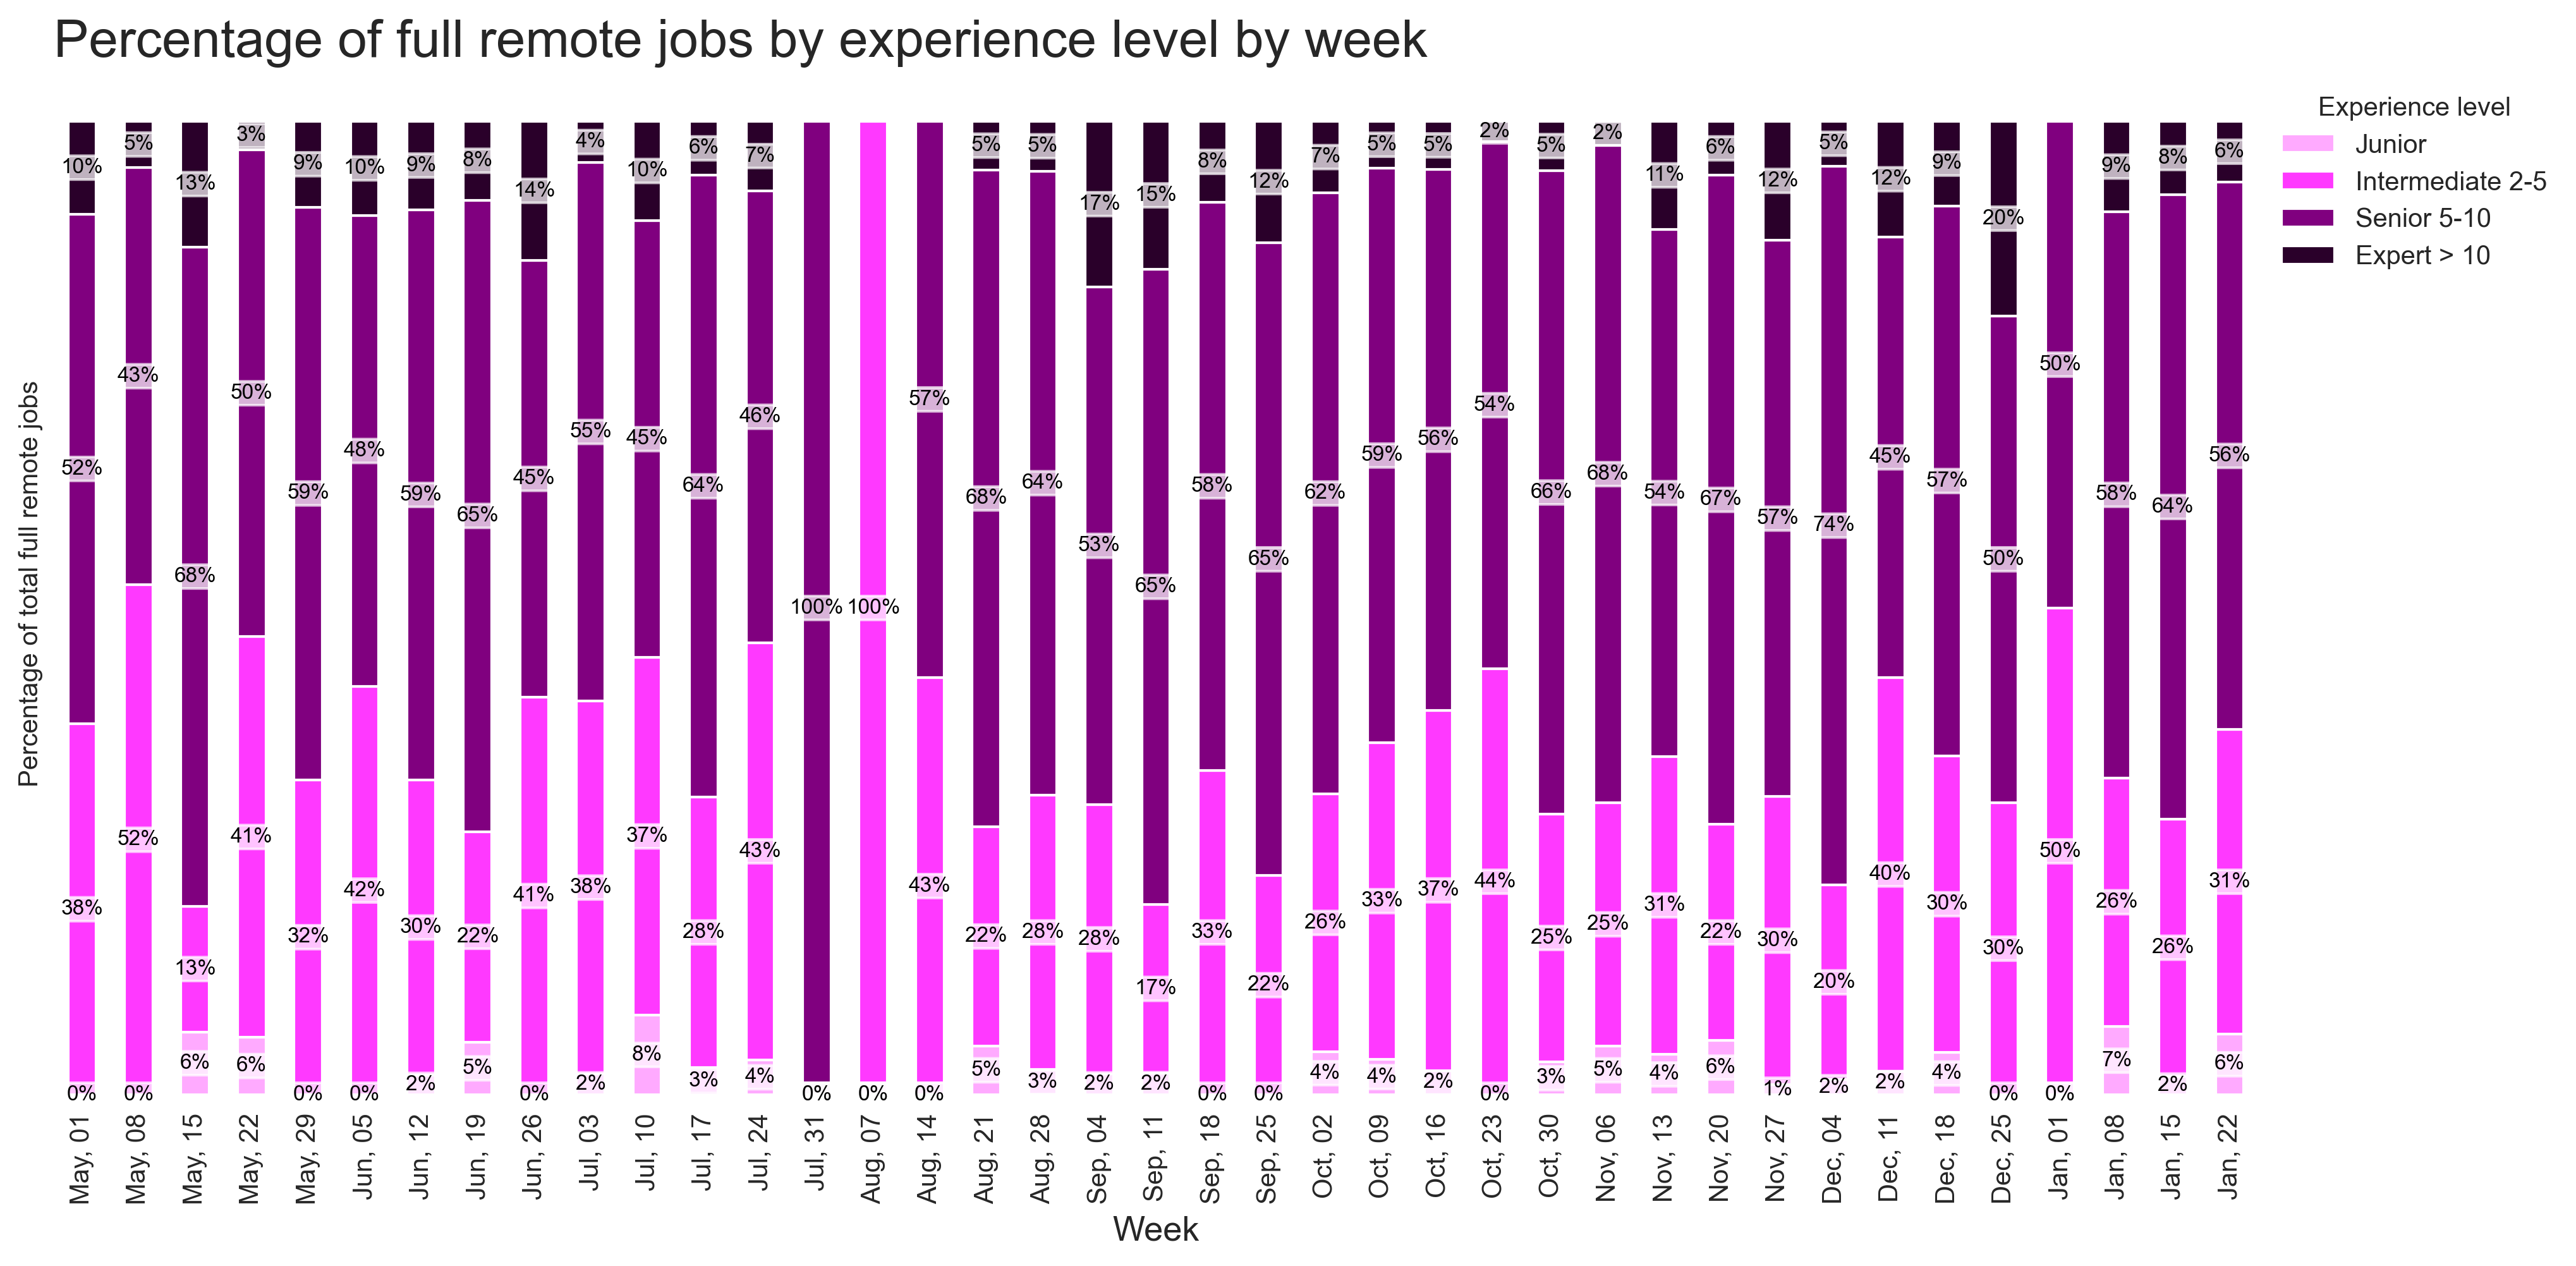 Percentage of full remote jobs by experience level by week
Experience level
Junior
Intermediate 2-5
Senior 5-10
Expert > 10
Percentage of total full remote jobs
10% 5% 13% 3% 9% 10% 9% 8% 14% 4% 10% 6% 7% 5% 5% 17% 15% 8% 12% 7% 5% 5% 2% 5% 2% 11% 6% 12% 5% 12% 9% 20% 9% 8% 6%
52% 43% 68% 50% 59% 48% 59% 65% 45% 55% 45% 64% 46% 100% 57% 68% 64% 53% 65% 58% 65% 62% 59% 56% 54% 66% 68% 54% 67% 57% 74% 45% 57% 50% 50% 58% 64% 56%
38% 52% 13% 41% 32% 42% 30% 22% 41% 38% 37% 28% 43% 100% 43% 22% 28% 28% 17% 33% 22% 26% 33% 37% 44% 25% 25% 31% 22% 30% 20% 40% 30% 30% 50% 26% 26% 31%
0% 0% 6% 6% 0% 0% 2% 5% 0% 2% 8% 3% 4% 0% 0% 0% 5% 3% 2% 2% 0% 0% 4% 4% 2% 0% 3% 5% 4% 6% 1% 2% 2% 4% 0% 0% 7% 2% 6%
May, 01
May, 08
May, 15
May, 22
May, 29
Jun, 05
Jun, 12
Jun, 19
Jun, 26
Jul, 03
Jul, 10
Jul, 17
Jul, 24
Jul, 31
Aug, 07
Aug, 14
Aug, 21
Aug, 28
Sep, 04
Sep, 11
Sep, 18
Sep, 25
Oct, 02
Oct, 09
Oct, 16
Oct, 23
Oct, 30
Nov, 06
Nov, 13
Nov, 20
Nov, 27
Dec, 04
Dec, 11
Dec, 18
Dec, 25
Jan, 01
Jan, 08
Jan, 15
Jan, 22
Week